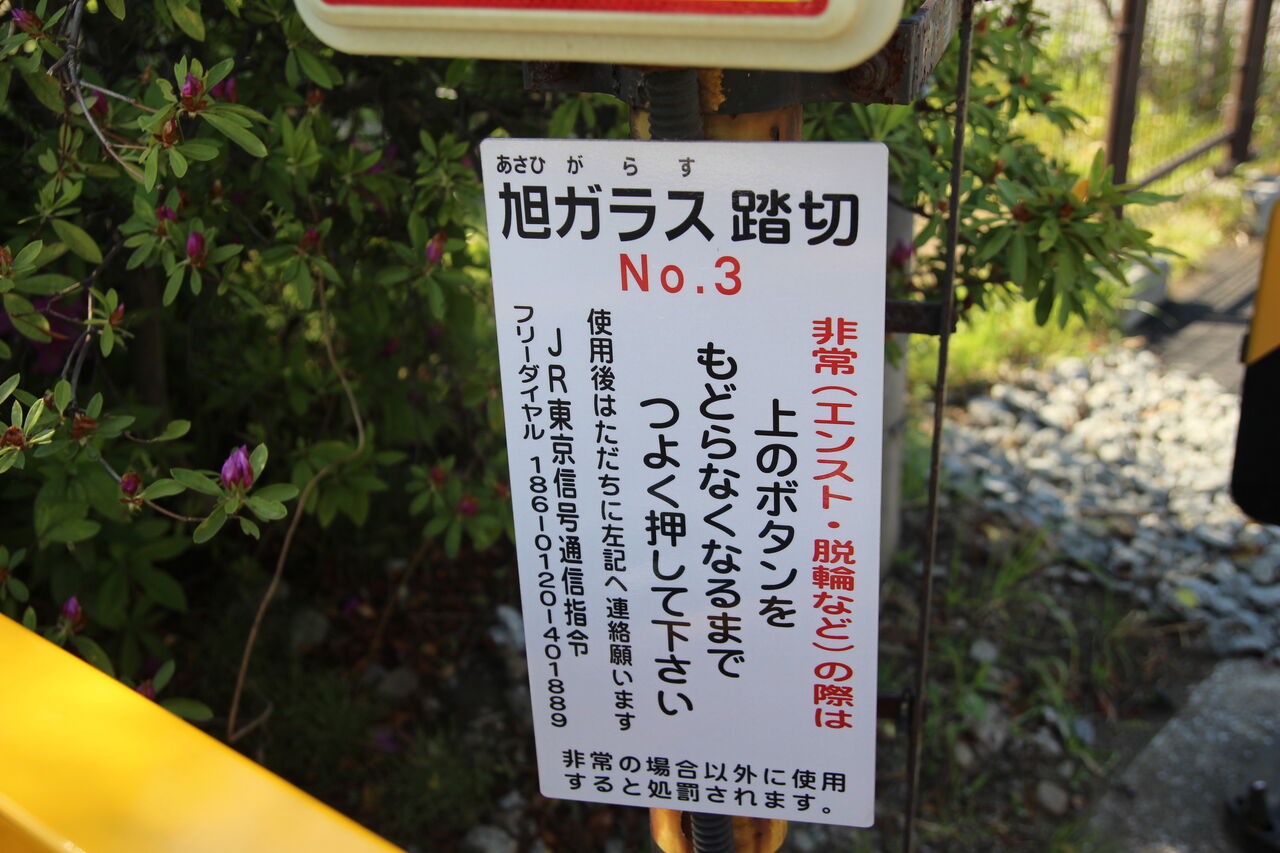 あさひがらす
旭ガラス踏切
No.3
非常(エンスト・脱輪など)の際は
上のボタンを
もどらなくなるまで
つよく押して下さい
使用後はただちに左記へ連絡願います
JR東京信号通信指令
フリーダイヤル 186-0120-401889
非常の場合以外に使用
すると処罰されます。